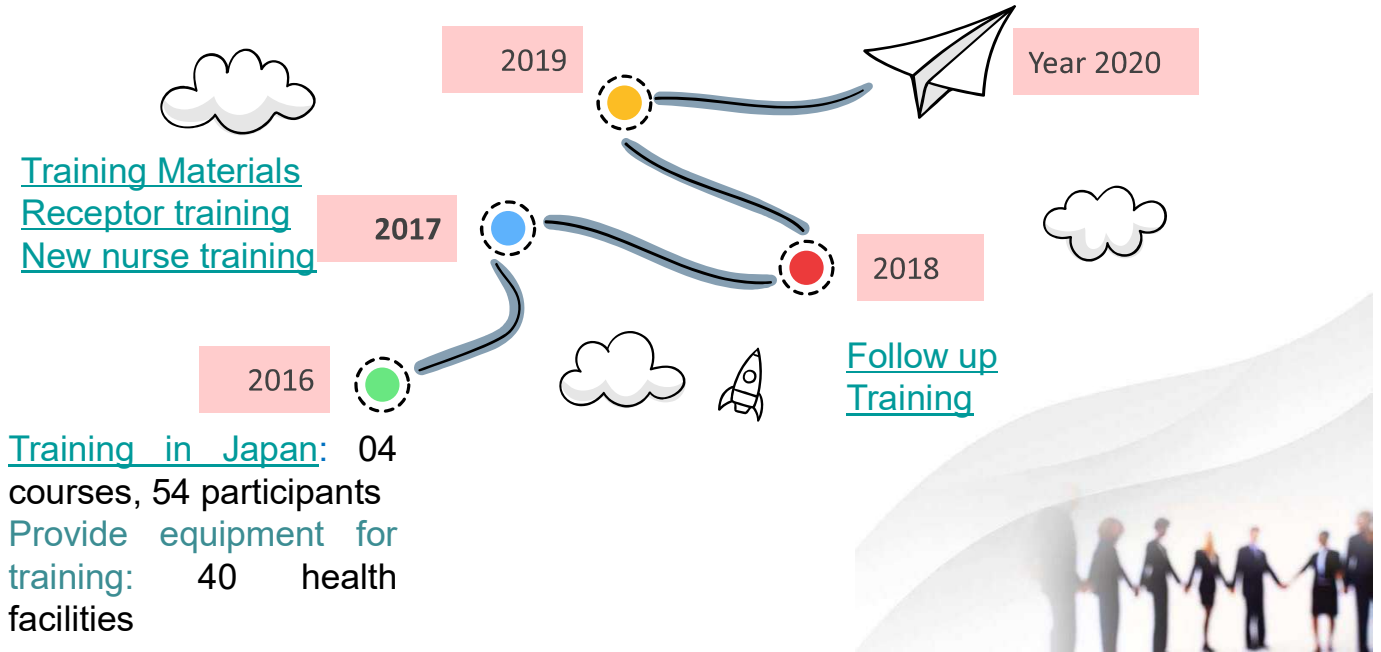 2019
Year 2020
Training Materials
Receptor training
New nurse training
2017
2018
2016
Follow up
Training
Training in Japan: 04
courses, 54 participants
Provide equipment for
training: 40 health
facilities